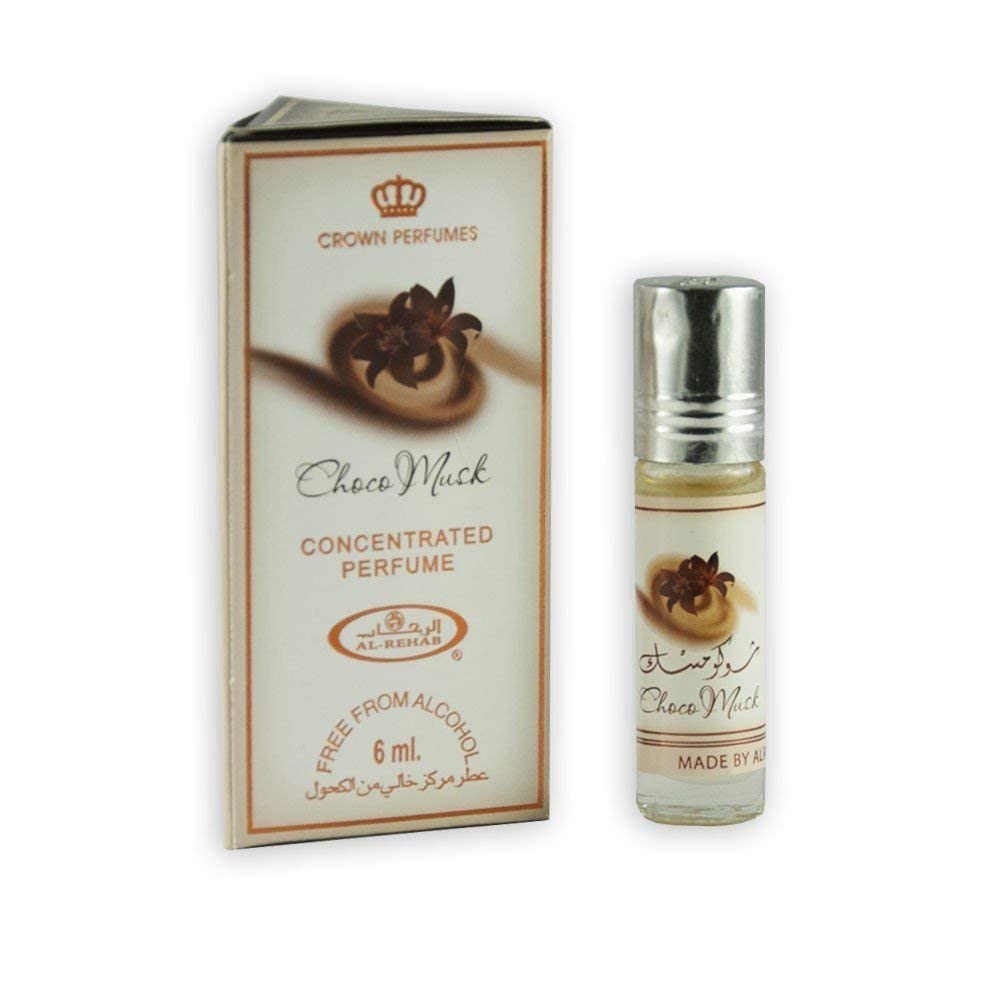 CROWN PERFUMES
Choco Musk
CONCENTRATED
PERFUME
الرحاب
AL-REHAB
®
FREE FROM ALCOHOL
6 ml.
عطر مركز خالي من الكحول
شوكو مسك
Choco Musk
MADE BY